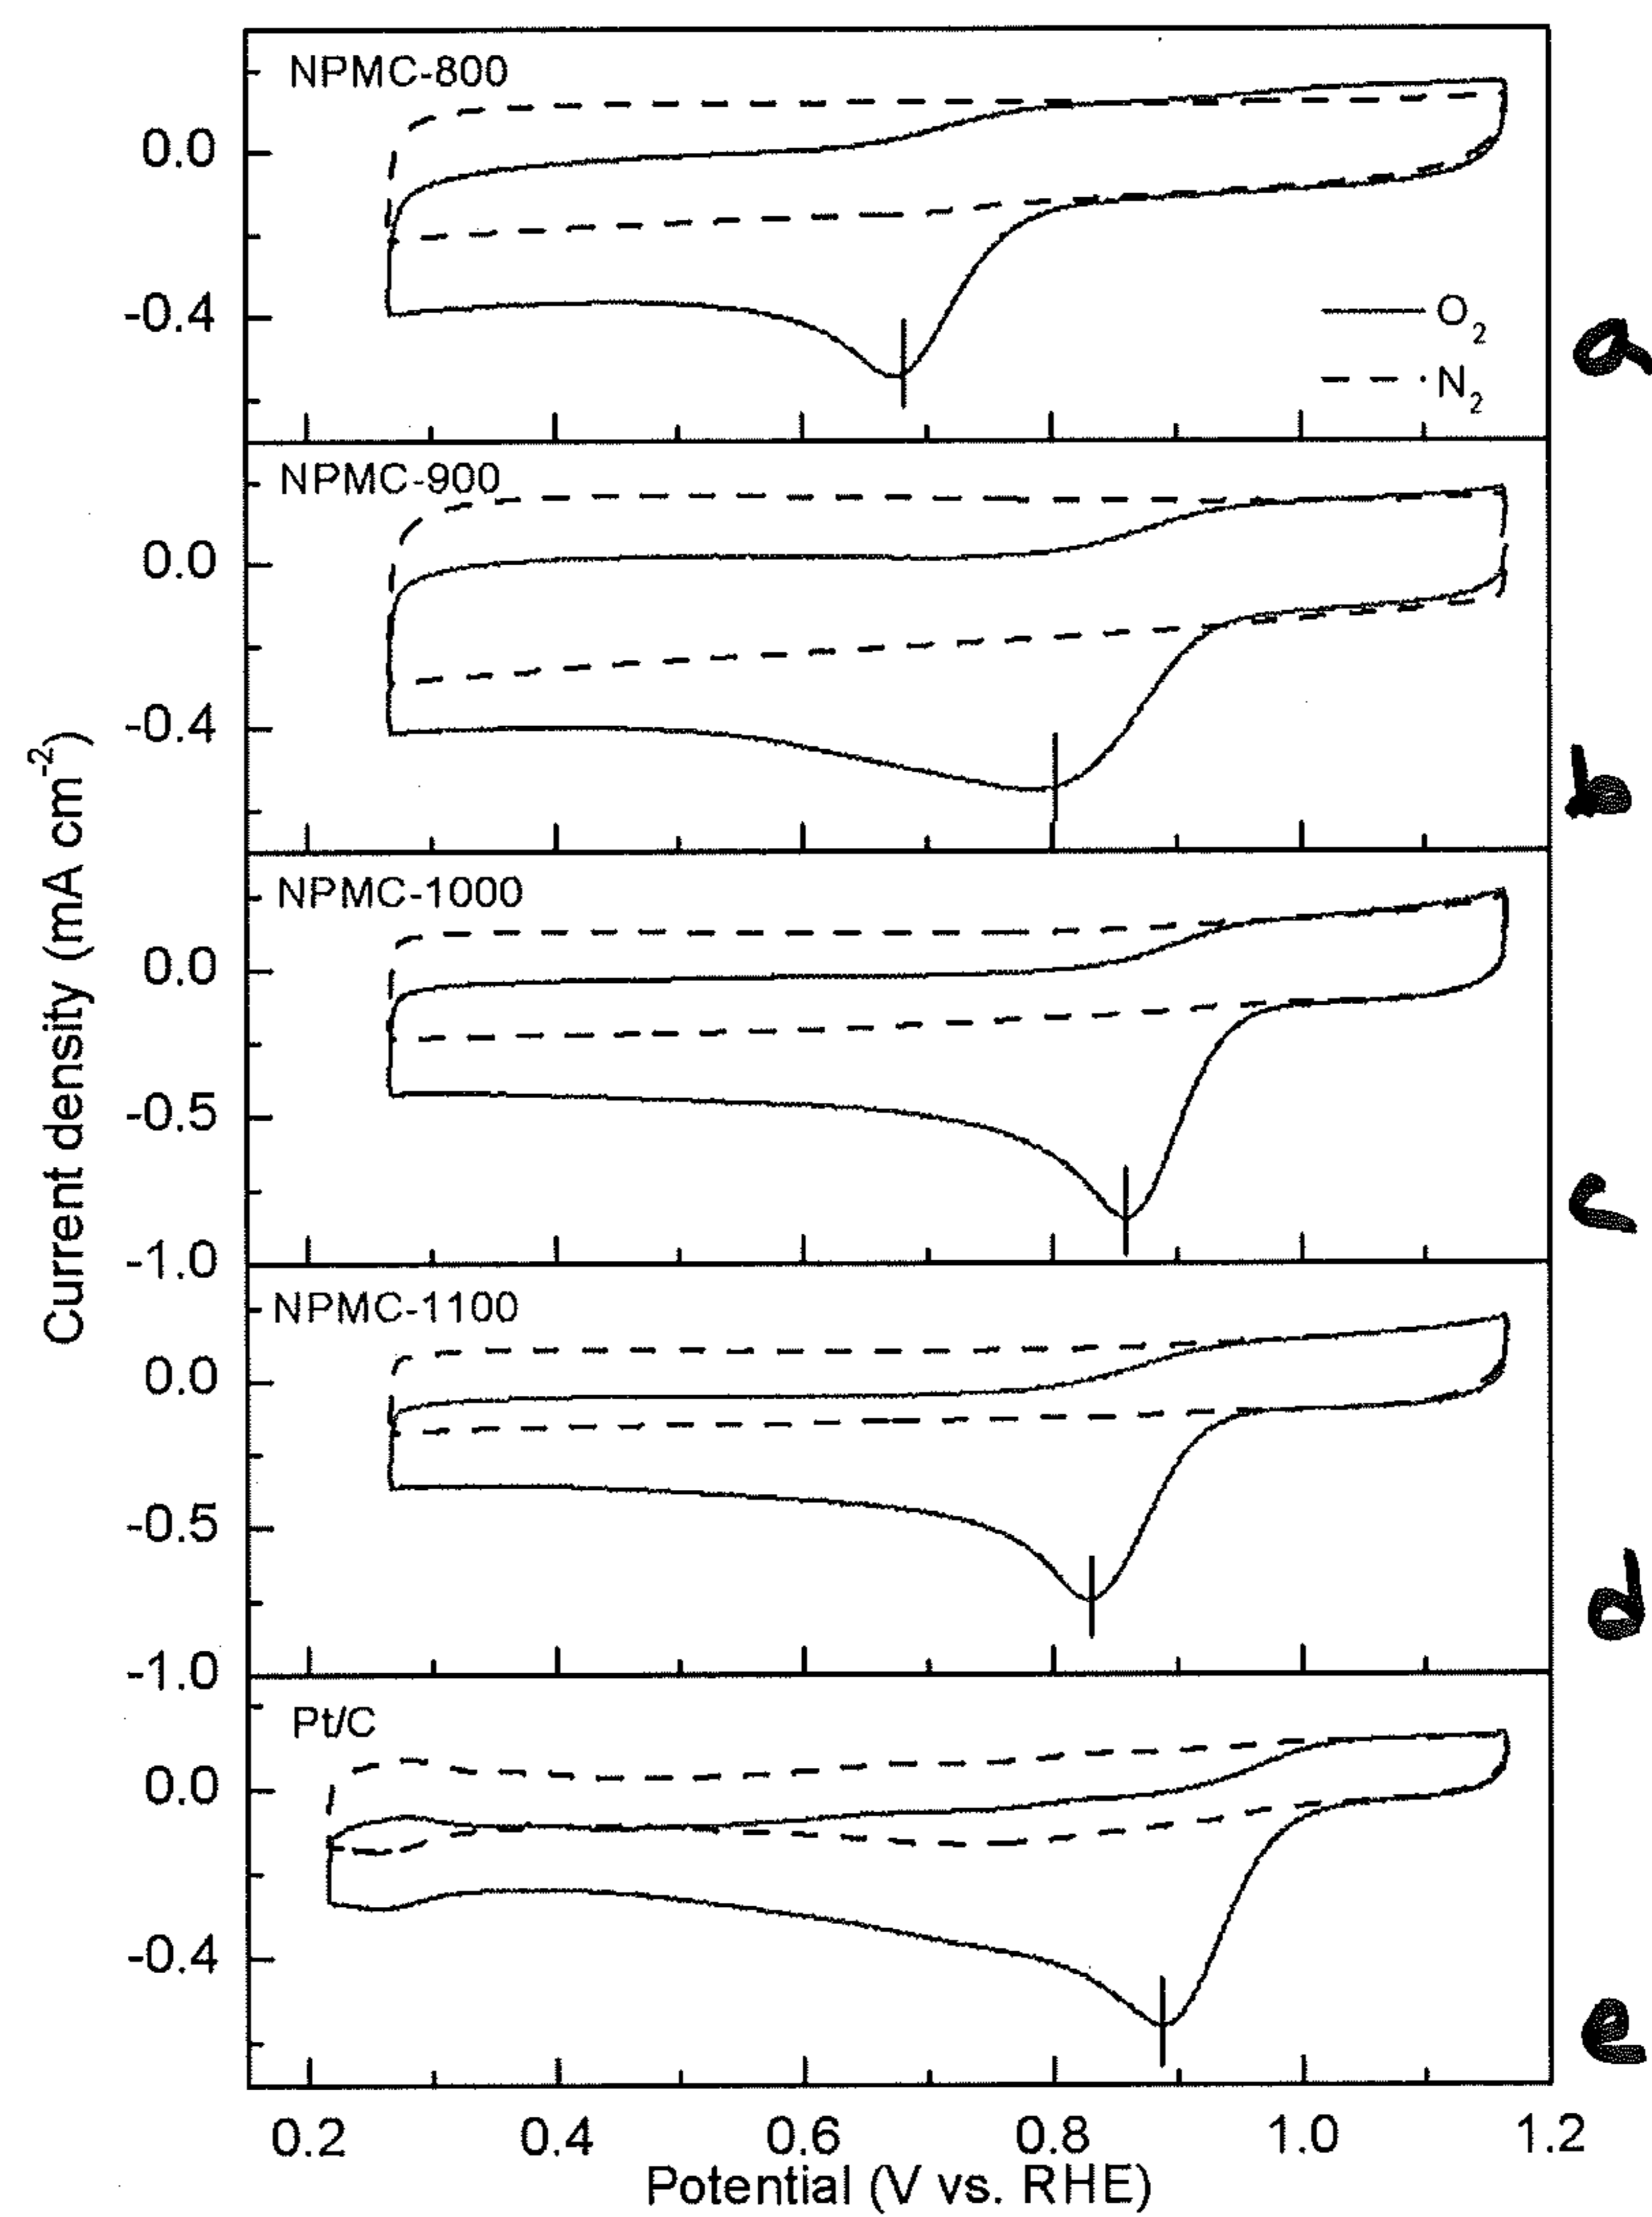 NPMC-800
0.0
-0.4
O2
N2
a
NPMC-900
0.0
-0.4
b
NPMC-1000
0.0
-0.5
-1.0
c
NPMC-1100
0.0
-0.5
-1.0
d
Pt/C
0.0
-0.4
e
Current density (mA cm-2)
0.2 0.4 0.6 0.8 1.0 1.2
Potential (V vs. RHE)